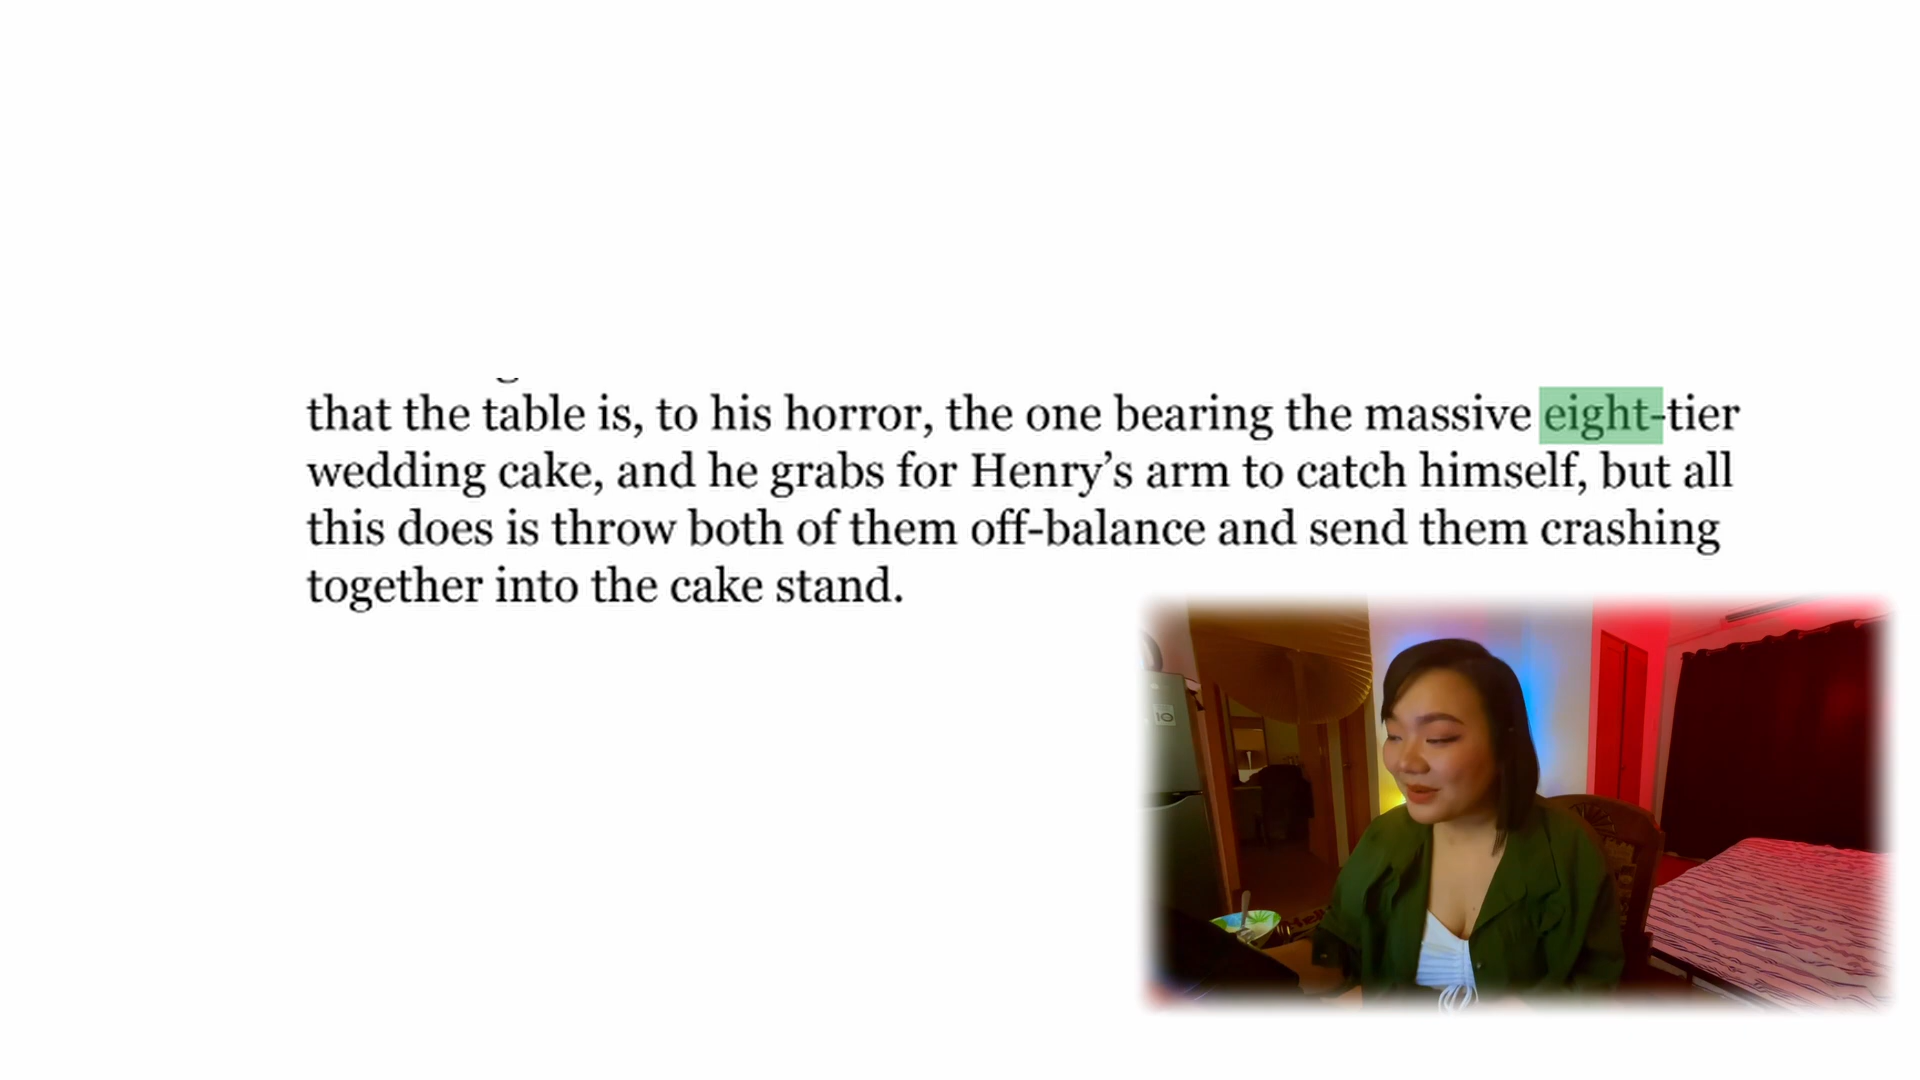 that the table is, to his horror, the one bearing the massive eight-tier
wedding cake, and he grabs for Henry’s arm to catch himself, but all
this does is throw both of them off-balance and send them crashing
together into the cake stand.